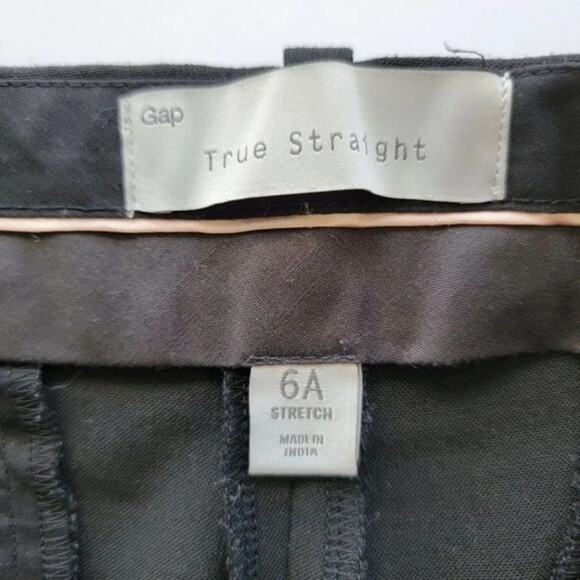 Gap
True Straight
6A
STRETCH
MADE IN
INDIA